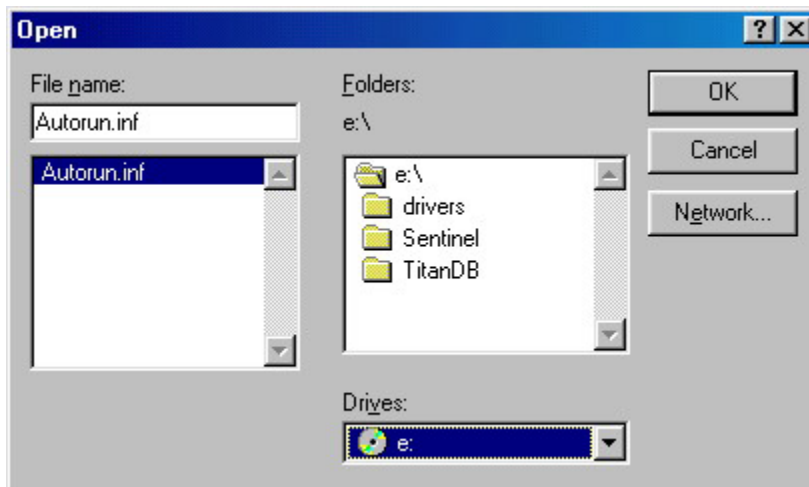 Open
File name:
Autorun.inf
Autorun.inf
Folders:
e:\
e:\
drivers
Sentinel
TitanDB
Drives:
e:
OK
Cancel
Network...